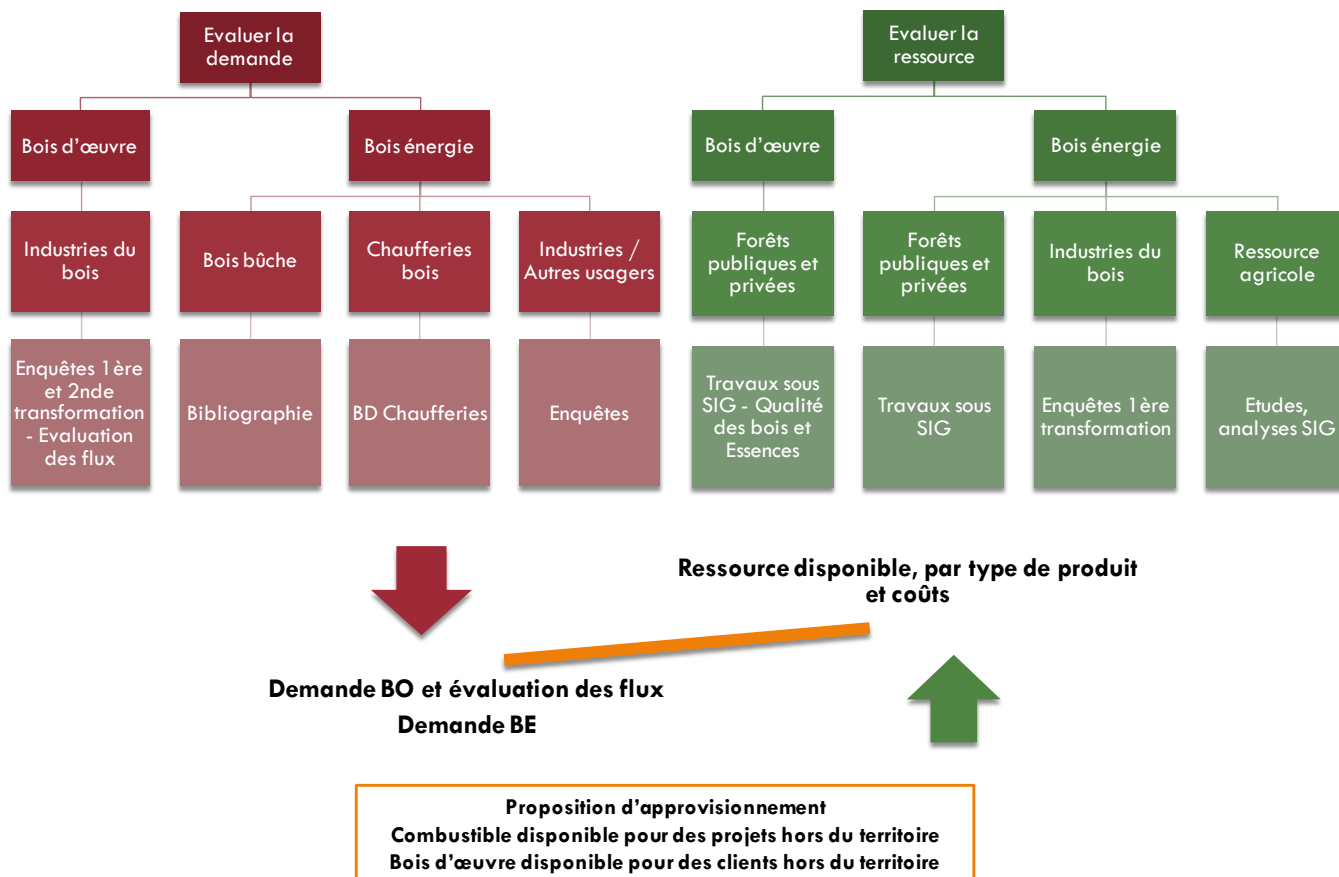 Evaluer la
demande
Evaluer la
ressource
Bois d'œuvre
Bois énergie
Bois d'œuvre
Bois énergie
Industries du
bois
Bois bûche
Chaufferies
bois
Industries /
Autres usagers
Forêts
publiques et
privées
Forêts
publiques et
privées
Industries du
bois
Ressource
agricole
Enquêtes 1ère
et 2nde
transformation
- Evaluation
des flux
Bibliographie
BD Chaufferies
Enquêtes
Travaux sous
SIG - Qualité
des bois et
Essences
Travaux sous
SIG
Enquêtes 1ère
transformation
Etudes,
analyses SIG
Ressource disponible, par type de produit
et coûts
Demande BO et évaluation des flux
Demande BE
Proposition d'approvisionnement
Combustible disponible pour des projets hors du territoire
Bois d'œuvre disponible pour des clients hors du territoire